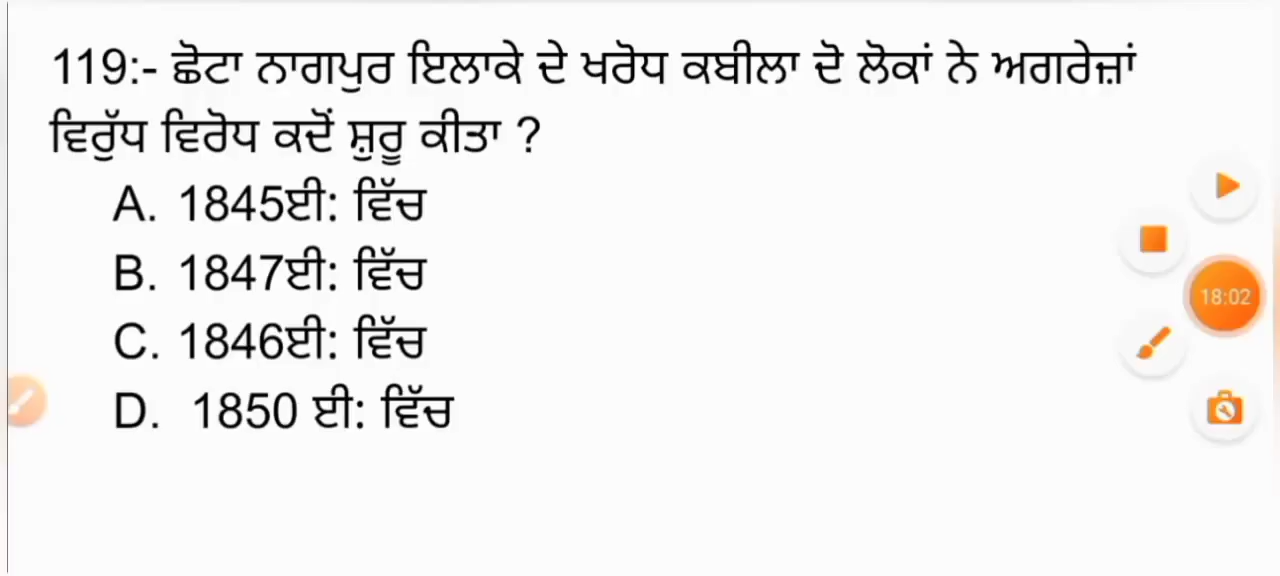 119:- ਛੋਟਾ ਨਾਗਪੁਰ ਇਲਾਕੇ ਦੇ ਖਰੋਧ ਕਬੀਲਾ ਦੋ ਲੋਕਾਂ ਨੇ ਅਗਰੇਜ਼ਾਂ
ਵਿਰੁੱਧ ਵਿਰੋਧ ਕਦੋਂ ਸ਼ੁਰੂ ਕੀਤਾ ?
A. 1845ਈ: ਵਿੱਚ
B. 1847ਈ: ਵਿੱਚ
18:02
C. 1846ਈ: ਵਿੱਚ
D. 1850 ਈ: ਵਿੱਚ